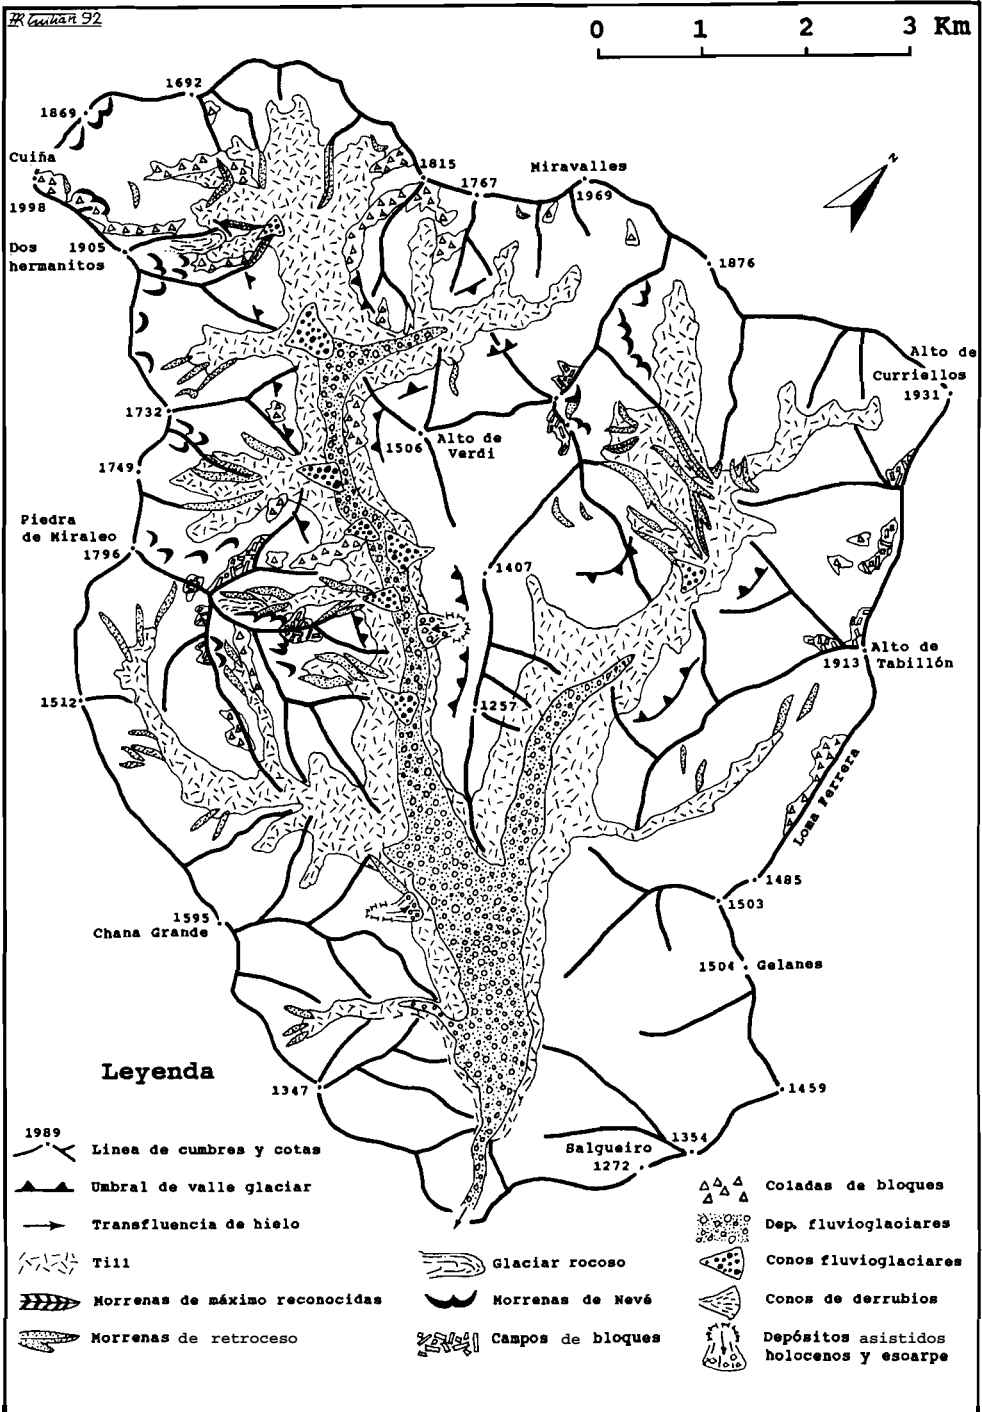 92
0 1 2 3 Km
N
1692
1869
Cuiña
1998
1815
1767
Miravalles
1969
Dos 1905
hermanitos
1876
Alto de
Curriellos
1931
1732
1506 Alto de
Verdi
1749
Piedra
de Miraleo
1796
1407
Alto de
1913 Tabillón
1512
1257
Loma Ferrera
1485
1503
1595
Chana Grande
1504 Gelanes
Leyenda
1347
1459
1354
Salgueiro
1272
1989
Linea de cumbres y cotas
Umbral de valle glaciar
Transfluencia de hielo
Till
Morrenas de máximo reconocidas
Morrenas de retroceso
Glaciar rocoso
Morrenas de Nevé
Campos de bloques
Coladas de bloques
Dep. fluvioglaoiares
Conos fluvioglaciares
Conos de derrubios
Depósitos asistidos
holocenos y esoarpe